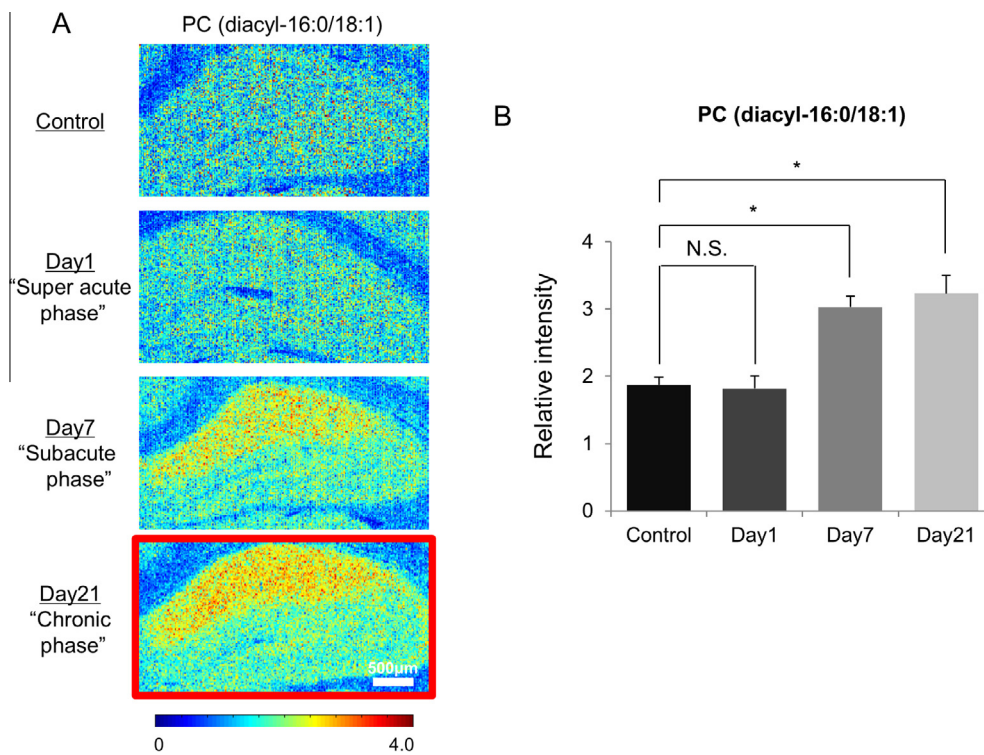 A
PC (diacyl-16:0/18:1)
Control
Day1
“Super acute
phase”
Day7
“Subacute
phase”
Day21
“Chronic
phase”
500μm
0
4.0
B
PC (diacyl-16:0/18:1)
*
*
N.S.
Relative intensity
4
3
2
1
0
Control
Day1
Day7
Day21